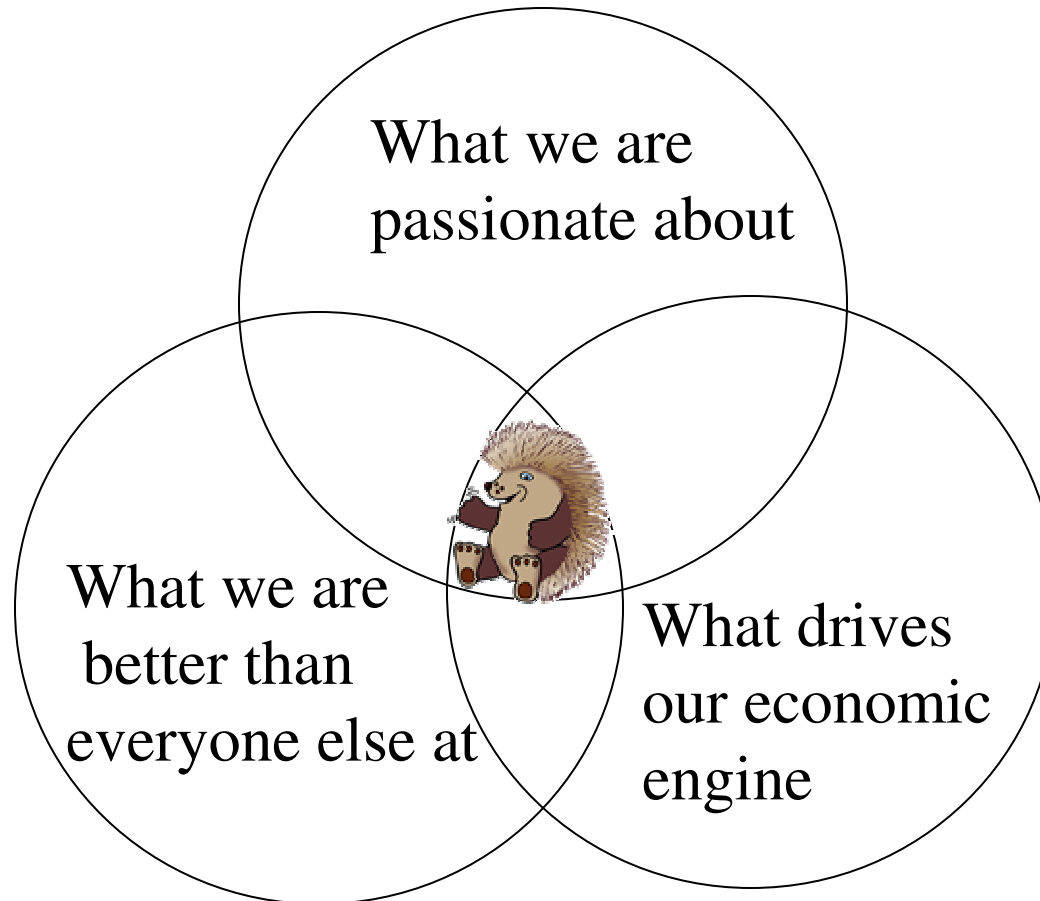 What we are
passionate about
What we are
better than
everyone else at
What drives
our economic
engine